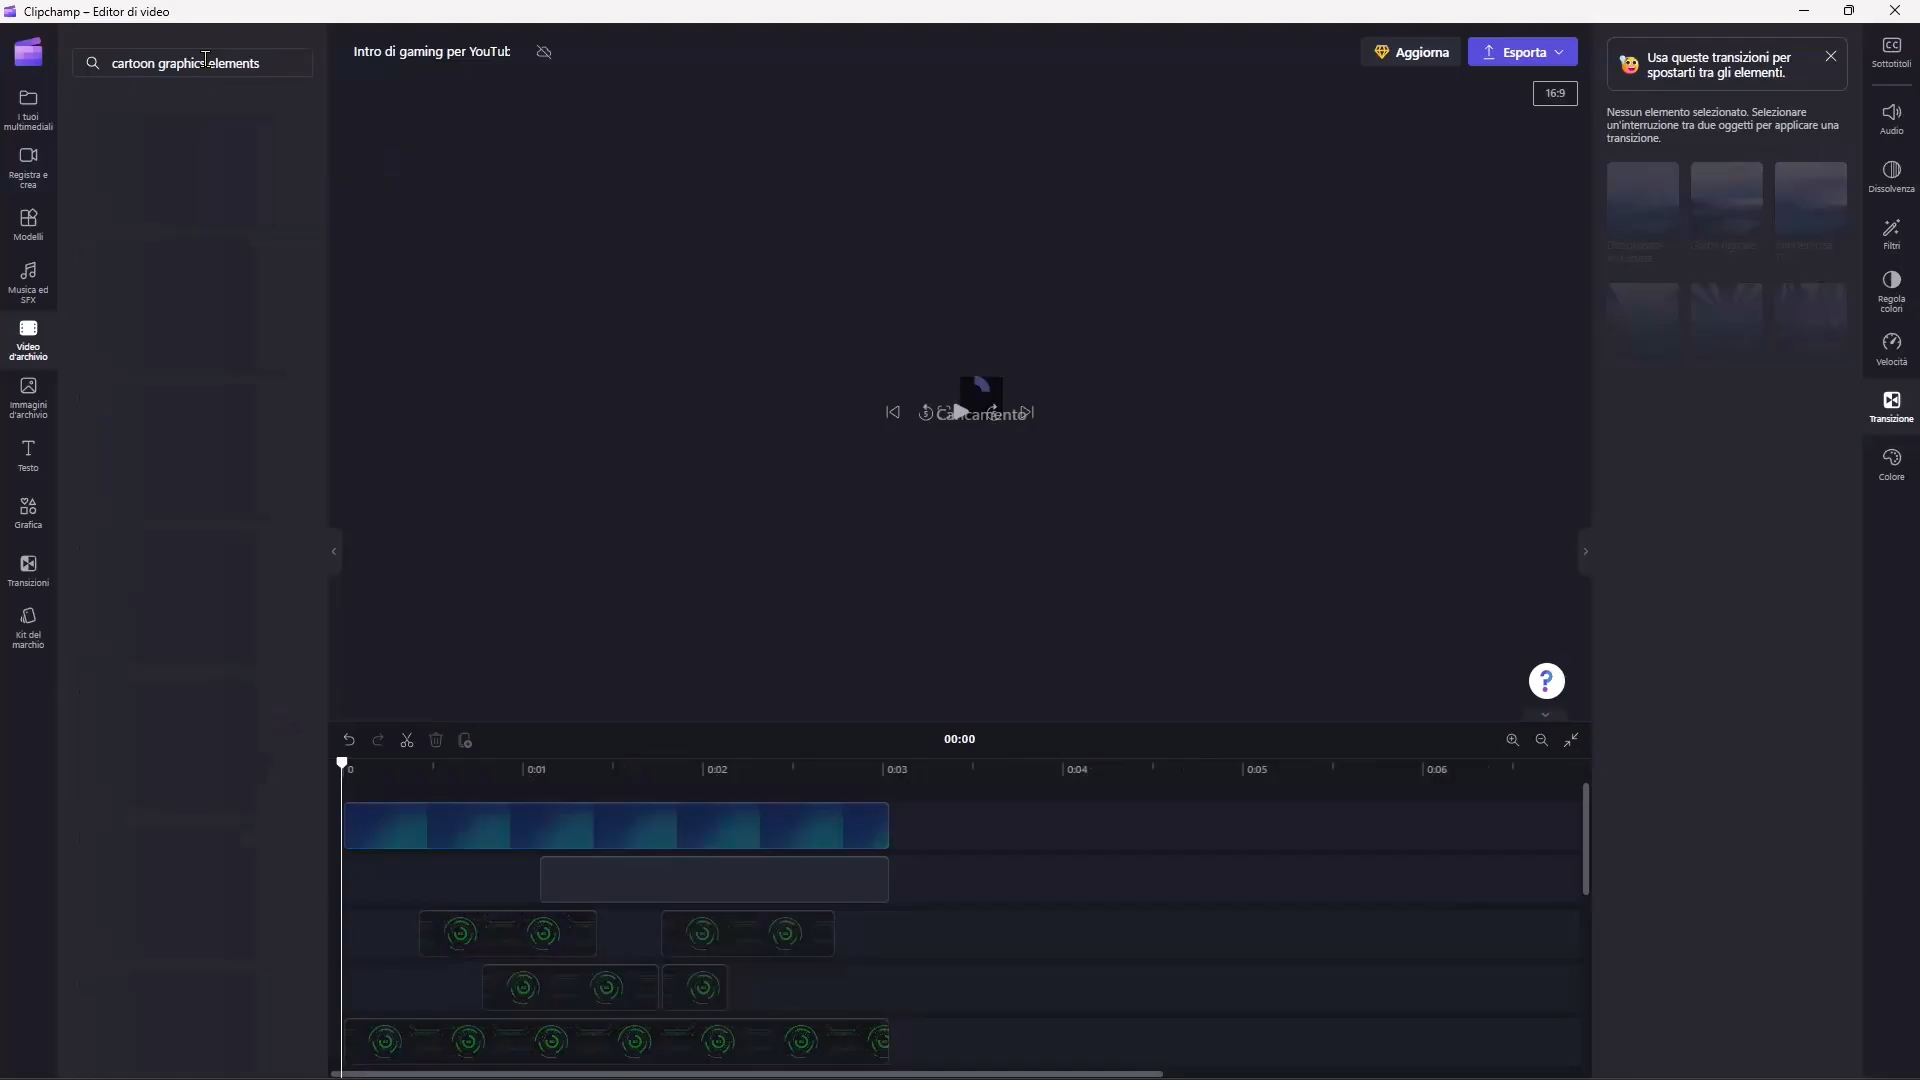 Clipchamp – Editor di video
cartoon graphics elements
Intro di gaming per YouTub
Aggiorna
Esporta
16:9
I tuoi
multimediali
Registra e
crea
Modelli
Musica ed
SFX
Video
d'archivio
Immagini
d'archivio
Testo
Grafica
Transizioni
Kit del
marchio
Caricamento
Usa queste transizioni per
spostarti tra gli elementi.
Nessun elemento selezionato. Selezionare
un'interruzione tra due oggetti per applicare una
transizione.
CC
Sottotitoli
Audio
Dissolvenza
Filtri
Regola
colori
Velocità
Transizione
Colore
?
00:00
0
0:01
0:02
0:03
0:04
0:05
0:06